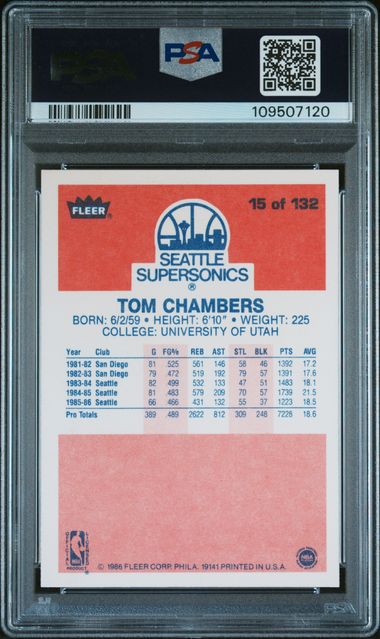 PSA
PSA
109507120
FLEER
15 of 132
SEATTLE
SUPERSONICS
®
TOM CHAMBERS
BORN: 6/2/59 • HEIGHT: 6'10" • WEIGHT: 225
COLLEGE: UNIVERSITY OF UTAH
Year Club G FG% REB AST STL BLK PTS AVG
1981-82 San Diego 81 .525 561 146 58 46 1392 17.2
1982-83 San Diego 79 .472 519 192 79 57 1391 17.6
1983-84 Seattle 82 .499 532 133 47 51 1483 18.1
1984-85 Seattle 81 .483 579 209 70 57 1739 21.5
1985-86 Seattle 66 .466 431 132 55 37 1223 18.5
Pro Totals 389 .489 2622 812 309 248 7228 18.6
OFFICIAL LICENSED
PRODUCT
NBA
© 1986 FLEER CORP. PHILA. 19141 PRINTED IN U.S.A.